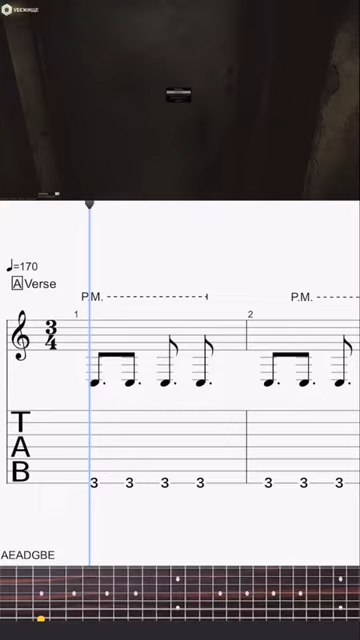 УБЕЖИЩЕ
♩=170
A Verse
P.M. P.M.
1 2
3
4
T
A
B
3 3 3 3 3 3 3
AEADGBE